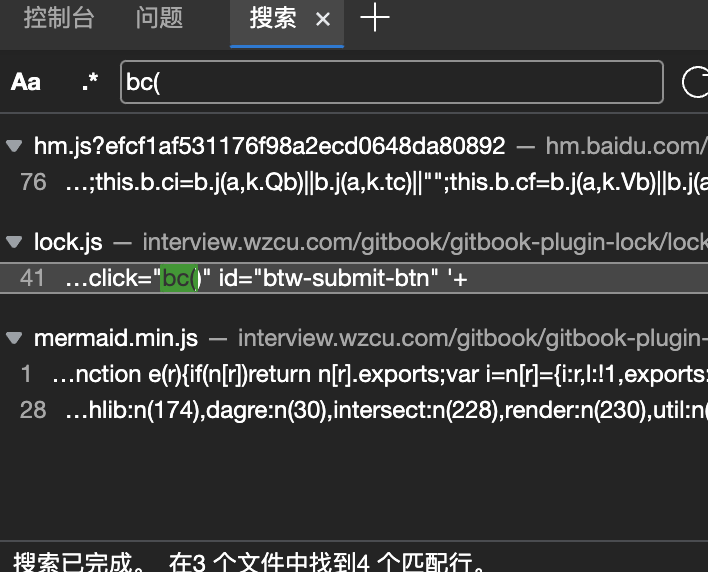 控制台 问题 搜索 ×
Aa .* bc(
hm.js?efcf1af531176f98a2ecd0648da80892 — hm.baidu.com/
76 …;this.b.ci=b.j(a,k.Qb)||b.j(a,k.tc)||"";this.b.cf=b.j(a,k.Vb)||b.j(a
lock.js — interview.wzcu.com/gitbook/gitbook-plugin-lock/lock
41 …click="bc()" id="btw-submit-btn" '+
mermaid.min.js — interview.wzcu.com/gitbook/gitbook-plugin-
1 …nction e(r){if(n[r])return n[r].exports;var i=n[r]={i:r,l:!1,exports:
28 …hlib:n(174),dagre:n(30),intersect:n(228),render:n(230),util:n(
搜索已完成。 在3 个文件中找到4 个匹配行。